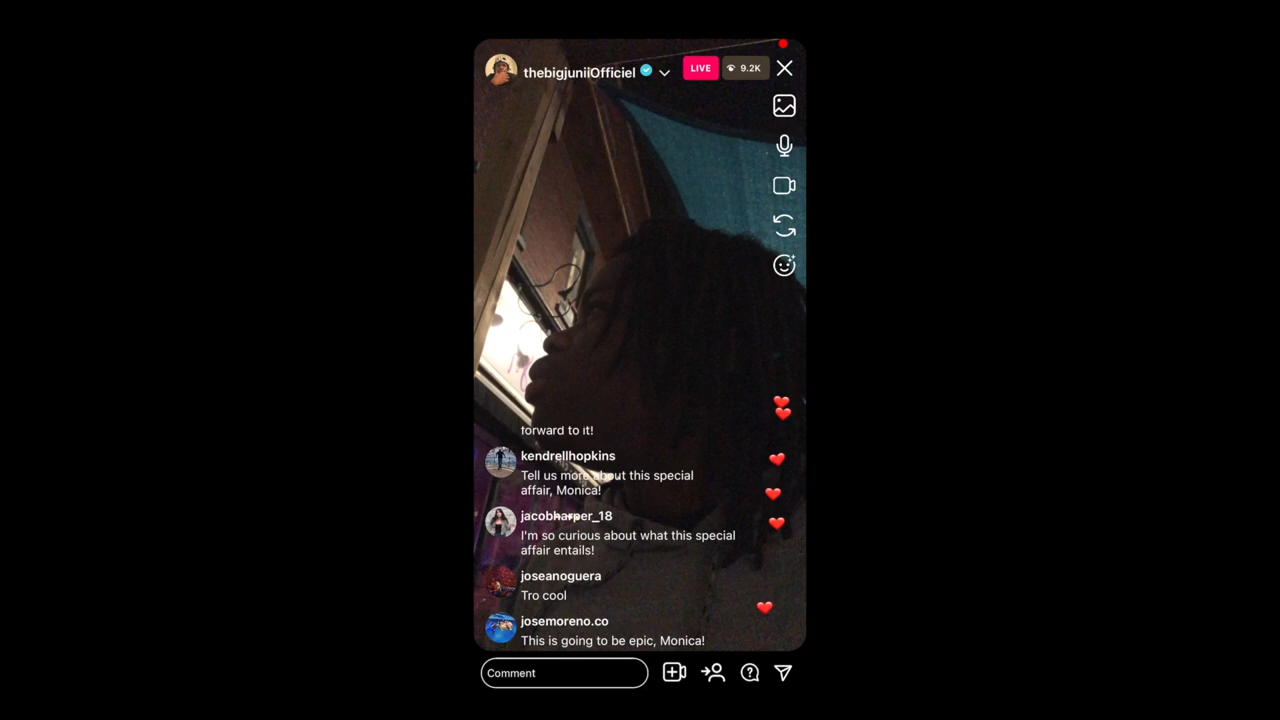 thebigjuniiOfficiel
LIVE
9.2K
forward to it!
kendrellhopkins
Tell us more about this special
affair, Monica!
jacobharper_18
I'm so curious about what this special
affair entails!
joseanoguera
Tro cool
josemoreno.co
This is going to be epic, Monica!
Comment